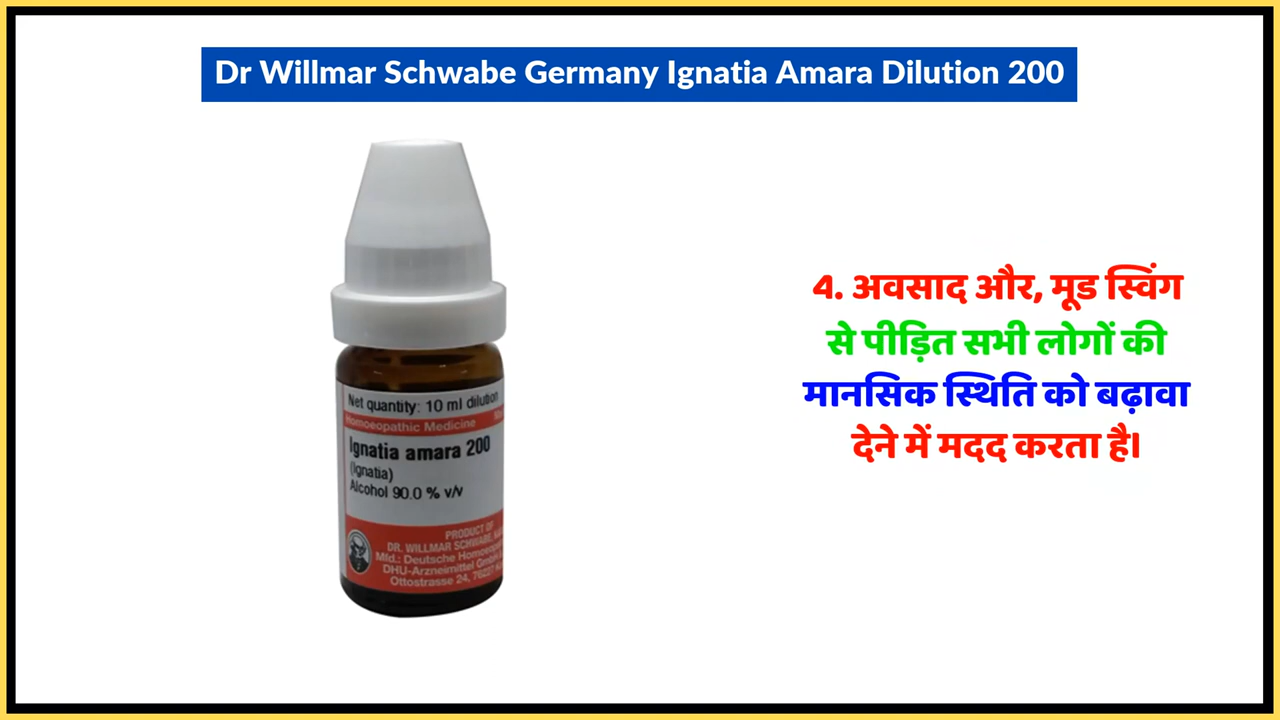 Dr Willmar Schwabe Germany Ignatia Amara Dilution 200
4. अवसाद और, मूड स्विंग
से पीड़ित सभी लोगों की
मानसिक स्थिति को बढ़ावा
देने में मदद करता है।
Net quantity: 10 ml dilution
Homoeopathic Medicine
Ignatia amara 200
(Ignatia)
Alcohol 90.0 % v/v
PRODUCT OF
DR. WILLMAR SCHWABE,
Mfd.: Deutsche
DHU-Arzneimittel
Ottostrasse 24,